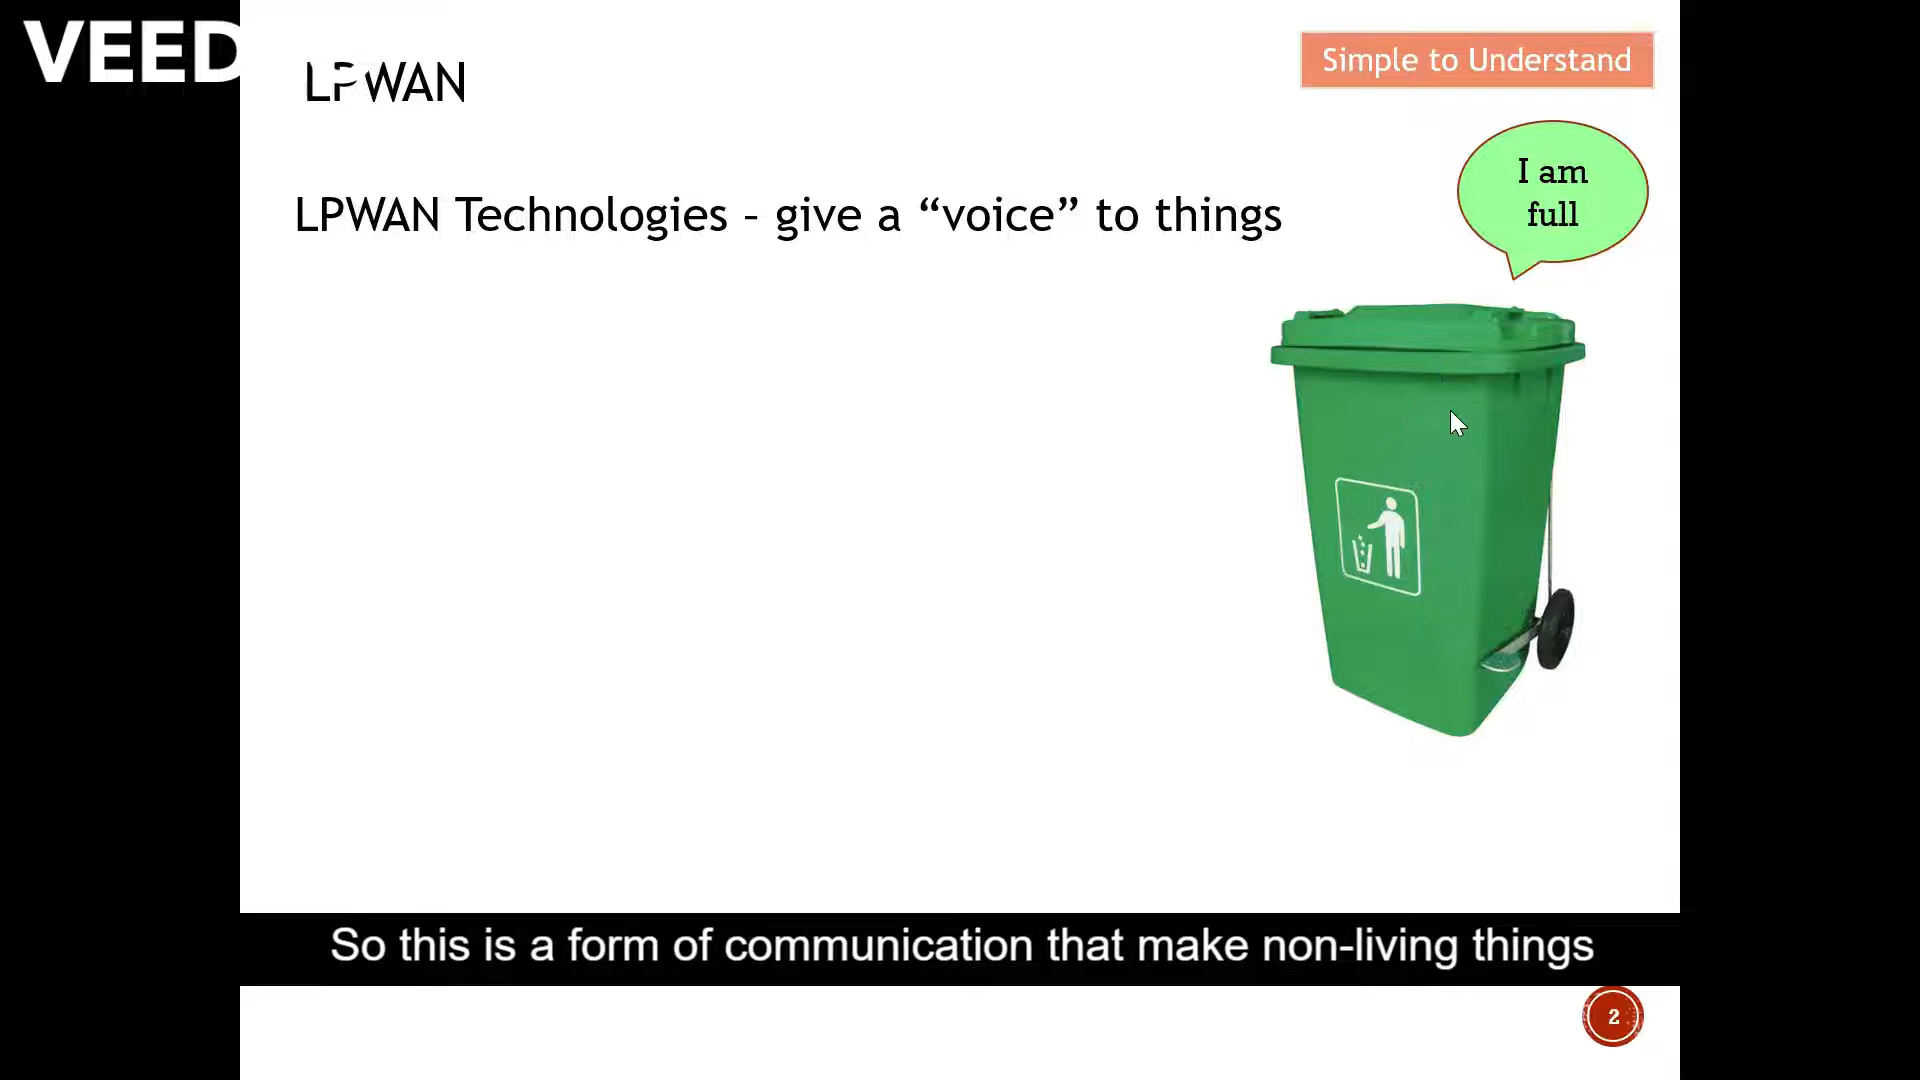 VEED
LPWAN
Simple to Understand
I am
full
LPWAN Technologies – give a “voice” to things
So this is a form of communication that make non-living things
2